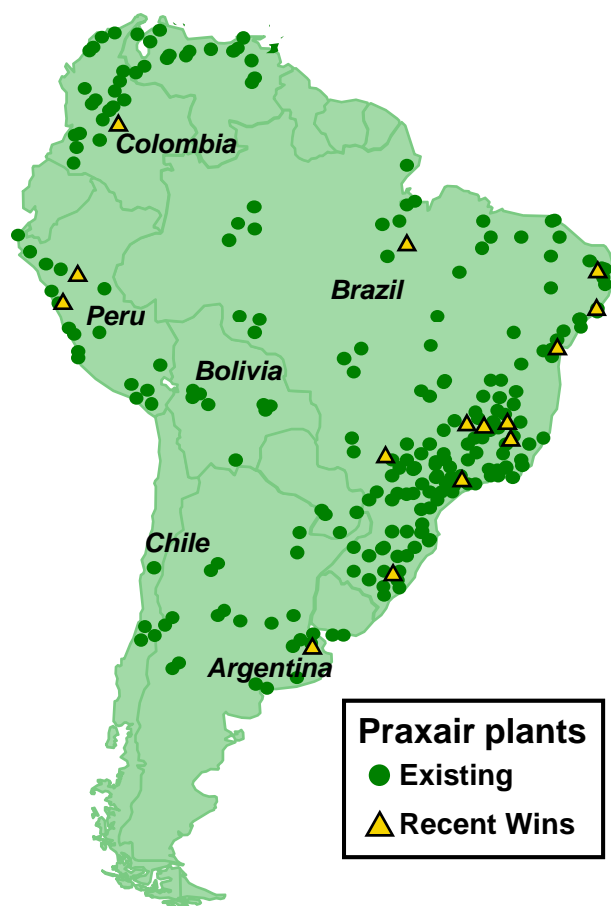 Colombia
Brazil
Peru
Bolivia
Chile
Argentina
Praxair plants
Existing
Recent Wins